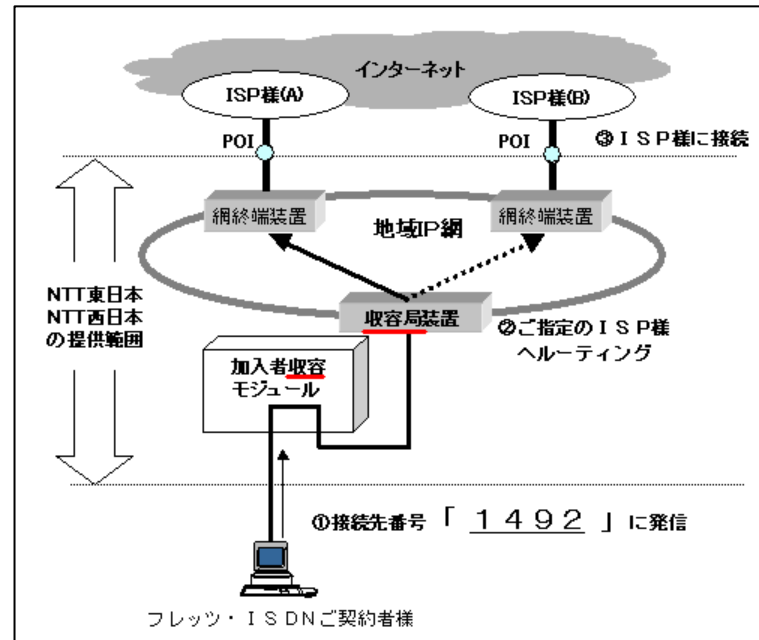 インターネット
ISP様(A)
ISP様(B)
POI
POI
③ＩＳＰ様に接続
網終端装置
網終端装置
地域IP網
NTT東日本
NTT西日本
の提供範囲
収容局装置
②ご指定のＩＳＰ様
へルーティング
加入者収容
モジュール
①接続先番号「 １４９２ 」に発信
フレッツ・ＩＳＤＮご契約者様